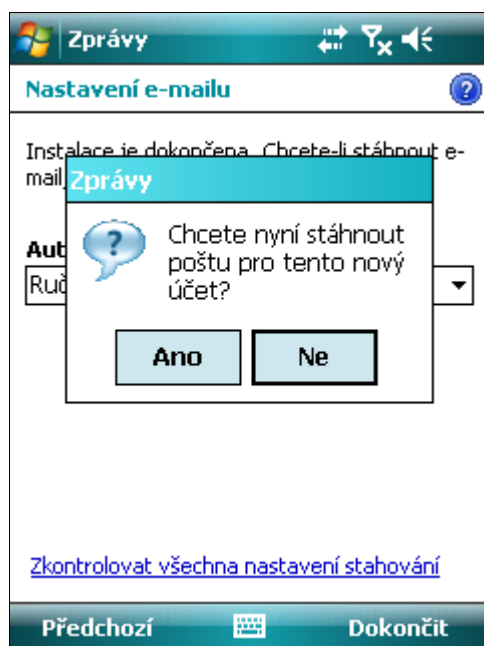 Zprávy
Nastavení e-mailu
Instalace je dokončena. Chcete-li stáhnout e-
mail
Zprávy
Chcete nyní stáhnout
poštu pro tento nový
účet?
Ano
Ne
Zkontrolovat všechna nastavení stahování
Předchozí
Dokončit